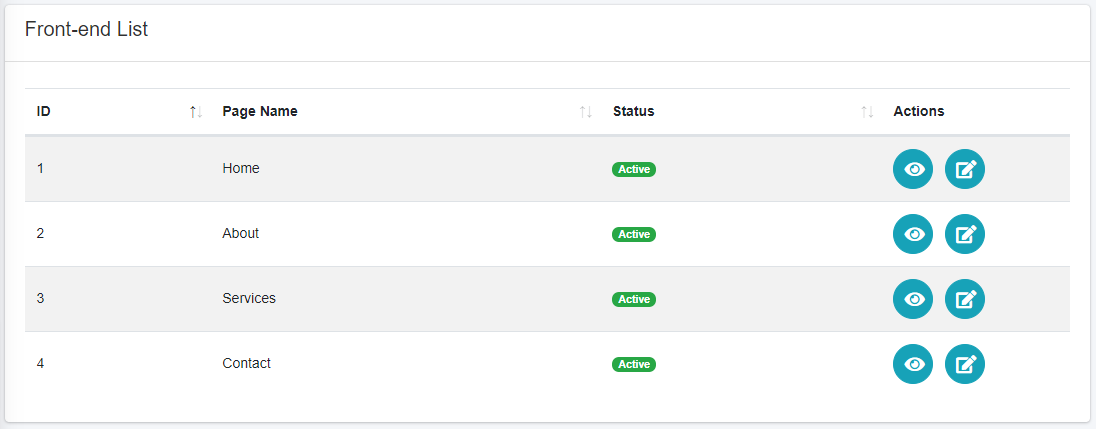 Front-end List
ID Page Name Status Actions
1 Home Active
2 About Active
3 Services Active
4 Contact Active